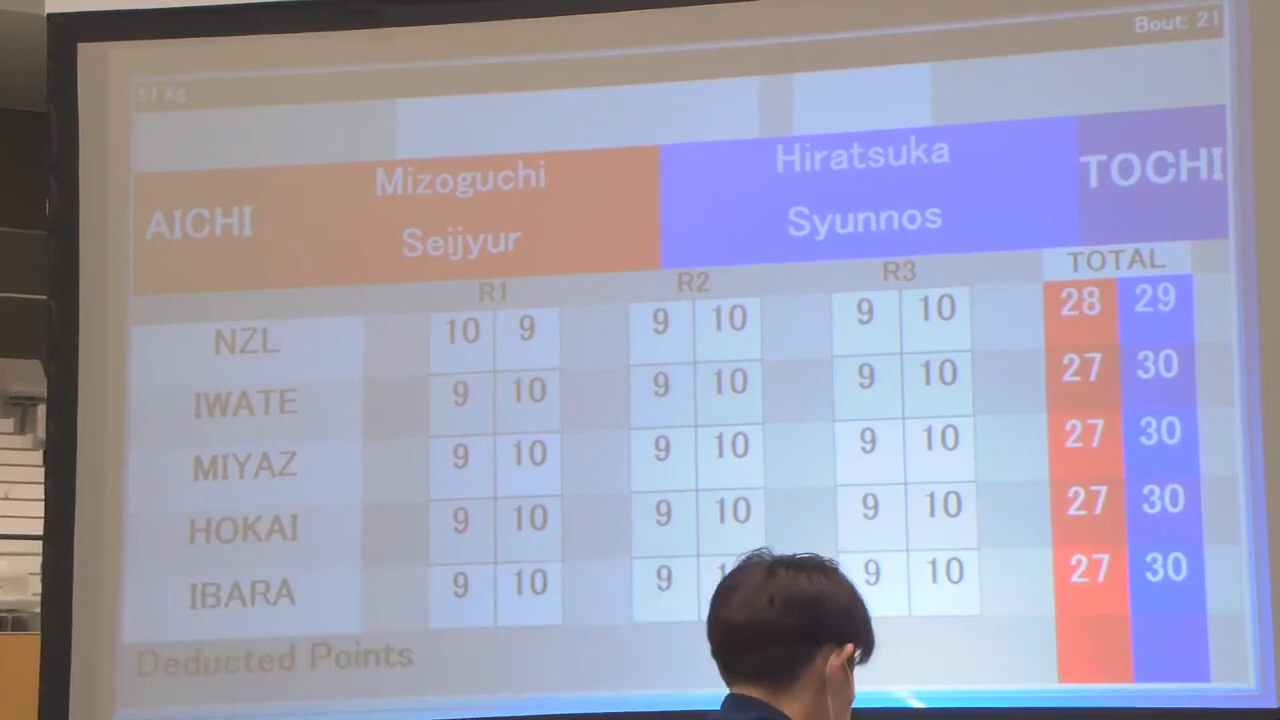 Bout: 21
51 kg
AICHI Mizoguchi Seijyur Hiratsuka Syunnos TOCHI
R1 R2 R3 TOTAL
NZL 10 9 9 10 9 10 28 29
IWATE 9 10 9 10 9 10 27 30
MIYAZ 9 10 9 10 9 10 27 30
HOKAI 9 10 9 10 9 10 27 30
IBARA 9 10 9 9 10 27 30
Deducted Points